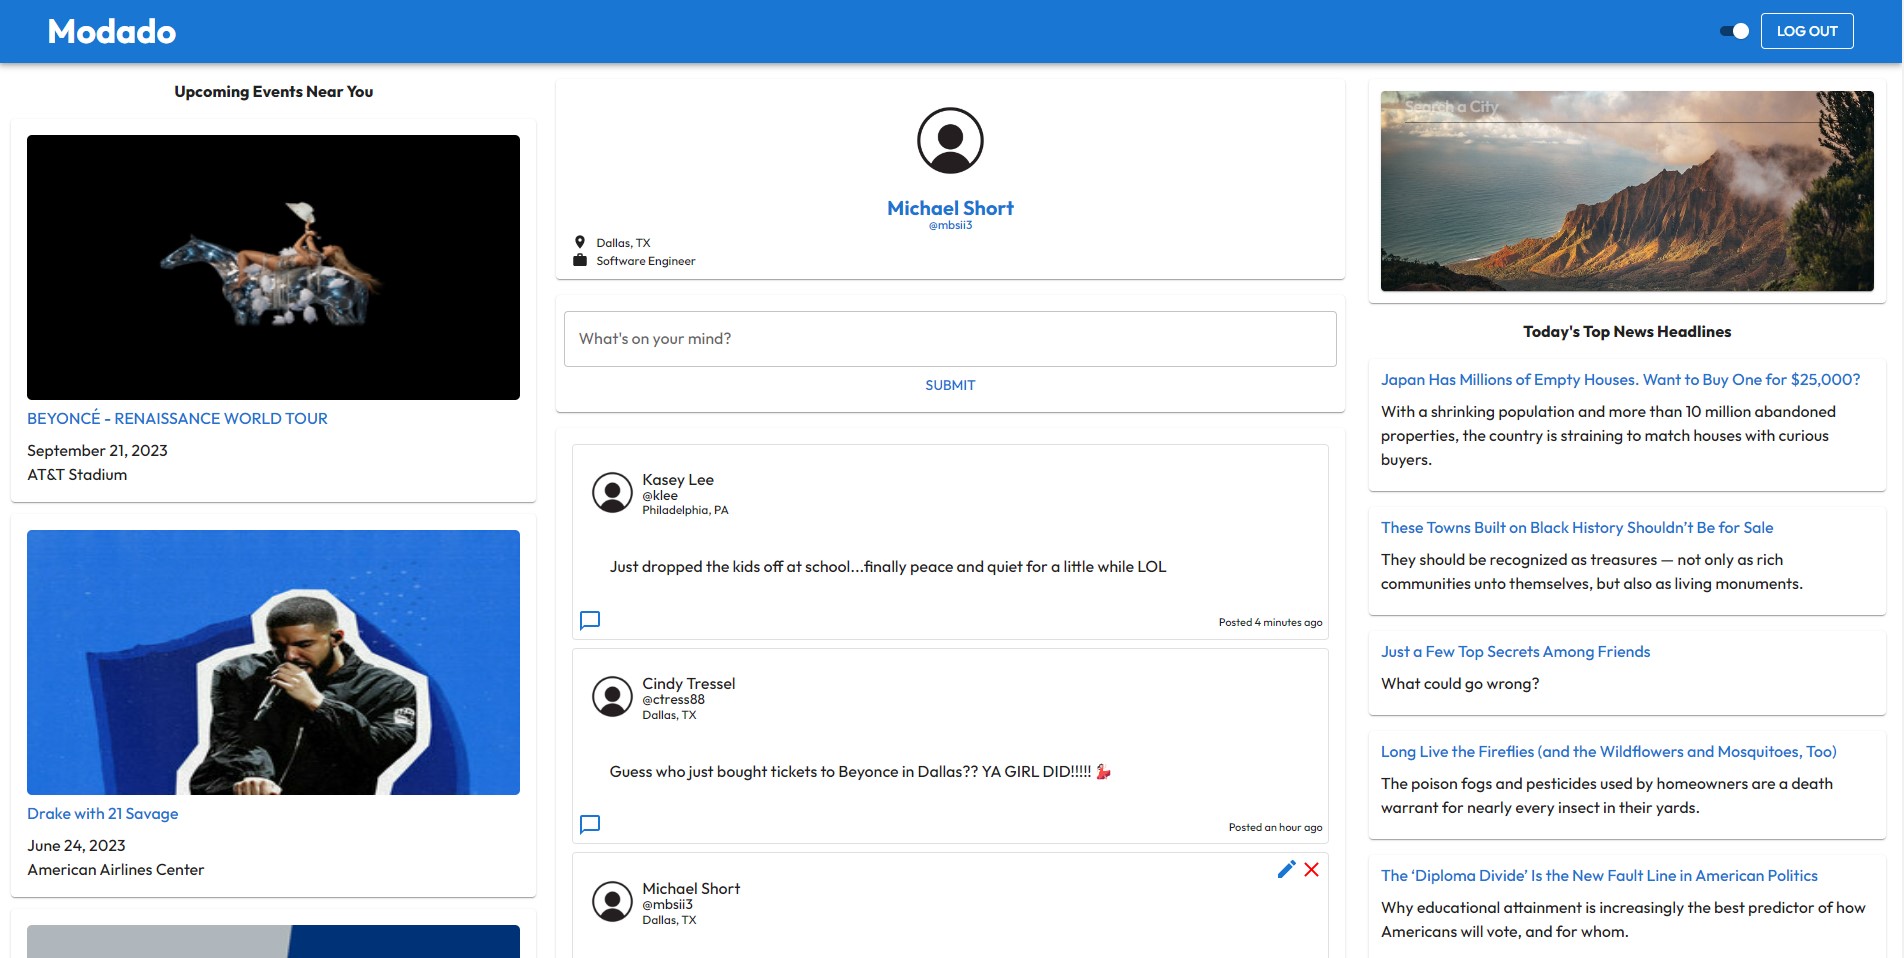 Modado
LOG OUT
Upcoming Events Near You
BEYONCÉ - RENAISSANCE WORLD TOUR
September 21, 2023
AT&T Stadium
Drake with 21 Savage
June 24, 2023
American Airlines Center
Michael Short
@mbsii3
Dallas, TX
Software Engineer
What's on your mind?
SUBMIT
Kasey Lee
@klee
Philadelphia, PA
Just dropped the kids off at school...finally peace and quiet for a little while LOL
Posted 4 minutes ago
Cindy Tressel
@ctress88
Dallas, TX
Guess who just bought tickets to Beyonce in Dallas?? YA GIRL DID!!!!! 💃
Posted an hour ago
Michael Short
@mbsii3
Dallas, TX
Search a City
Today's Top News Headlines
Japan Has Millions of Empty Houses. Want to Buy One for $25,000?
With a shrinking population and more than 10 million abandoned
properties, the country is straining to match houses with curious
buyers.
These Towns Built on Black History Shouldn’t Be for Sale
They should be recognized as treasures — not only as rich
communities unto themselves, but also as living monuments.
Just a Few Top Secrets Among Friends
What could go wrong?
Long Live the Fireflies (and the Wildflowers and Mosquitoes, Too)
The poison fogs and pesticides used by homeowners are a death
warrant for nearly every insect in their yards.
The ‘Diploma Divide’ Is the New Fault Line in American Politics
Why educational attainment is increasingly the best predictor of how
Americans will vote, and for whom.